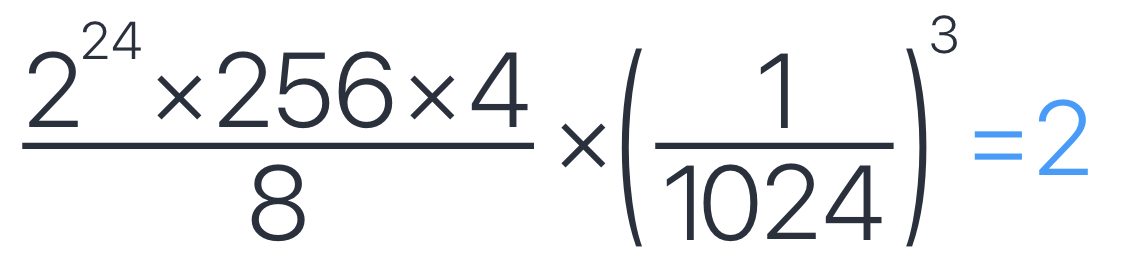 2^24 × 256 × 4 / 8 × (1 / 1024)^3 = 2